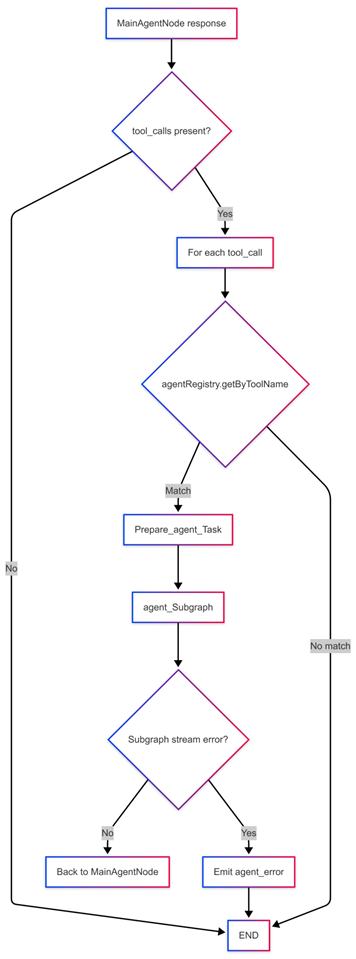 MainAgentNode response
tool_calls present?
Yes
For each tool_call
agentRegistry.getByToolName
Match
Prepare_agent_Task
No
agent_Subgraph
No match
Subgraph stream error?
No
Yes
Back to MainAgentNode
Emit agent_error
END